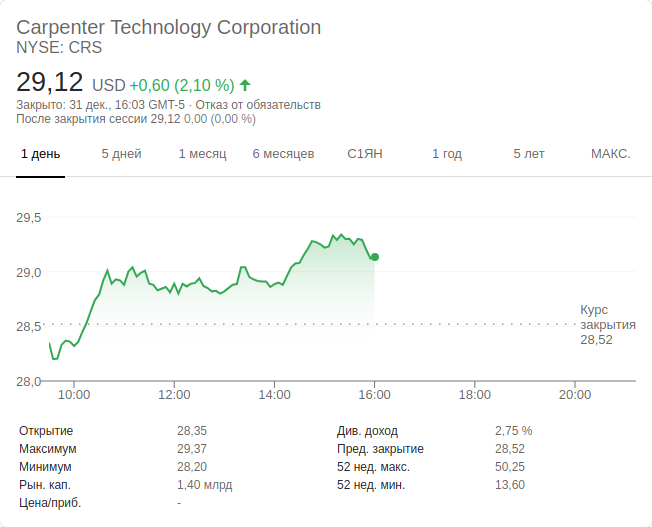 Carpenter Technology Corporation
NYSE: CRS
29,12 USD +0,60 (2,10 %)
Закрыто: 31 дек., 16:03 GMT-5 · Отказ от обязательств
После закрытия сессии 29,12 0,00 (0,00 %)
1 день 5 дней 1 месяц 6 месяцев С1ЯН 1 год 5 лет МАКС.
29,5
29,0
28,5
28,0
Курс
закрытия
28,52
10:00 12:00 14:00 16:00 18:00 20:00
Открытие 28,35 Див. доход 2,75 %
Максимум 29,37 Пред. закрытие 28,52
Минимум 28,20 52 нед. макс. 50,25
Рын. кап. 1,40 млрд 52 нед. мин. 13,60
Цена/приб. -